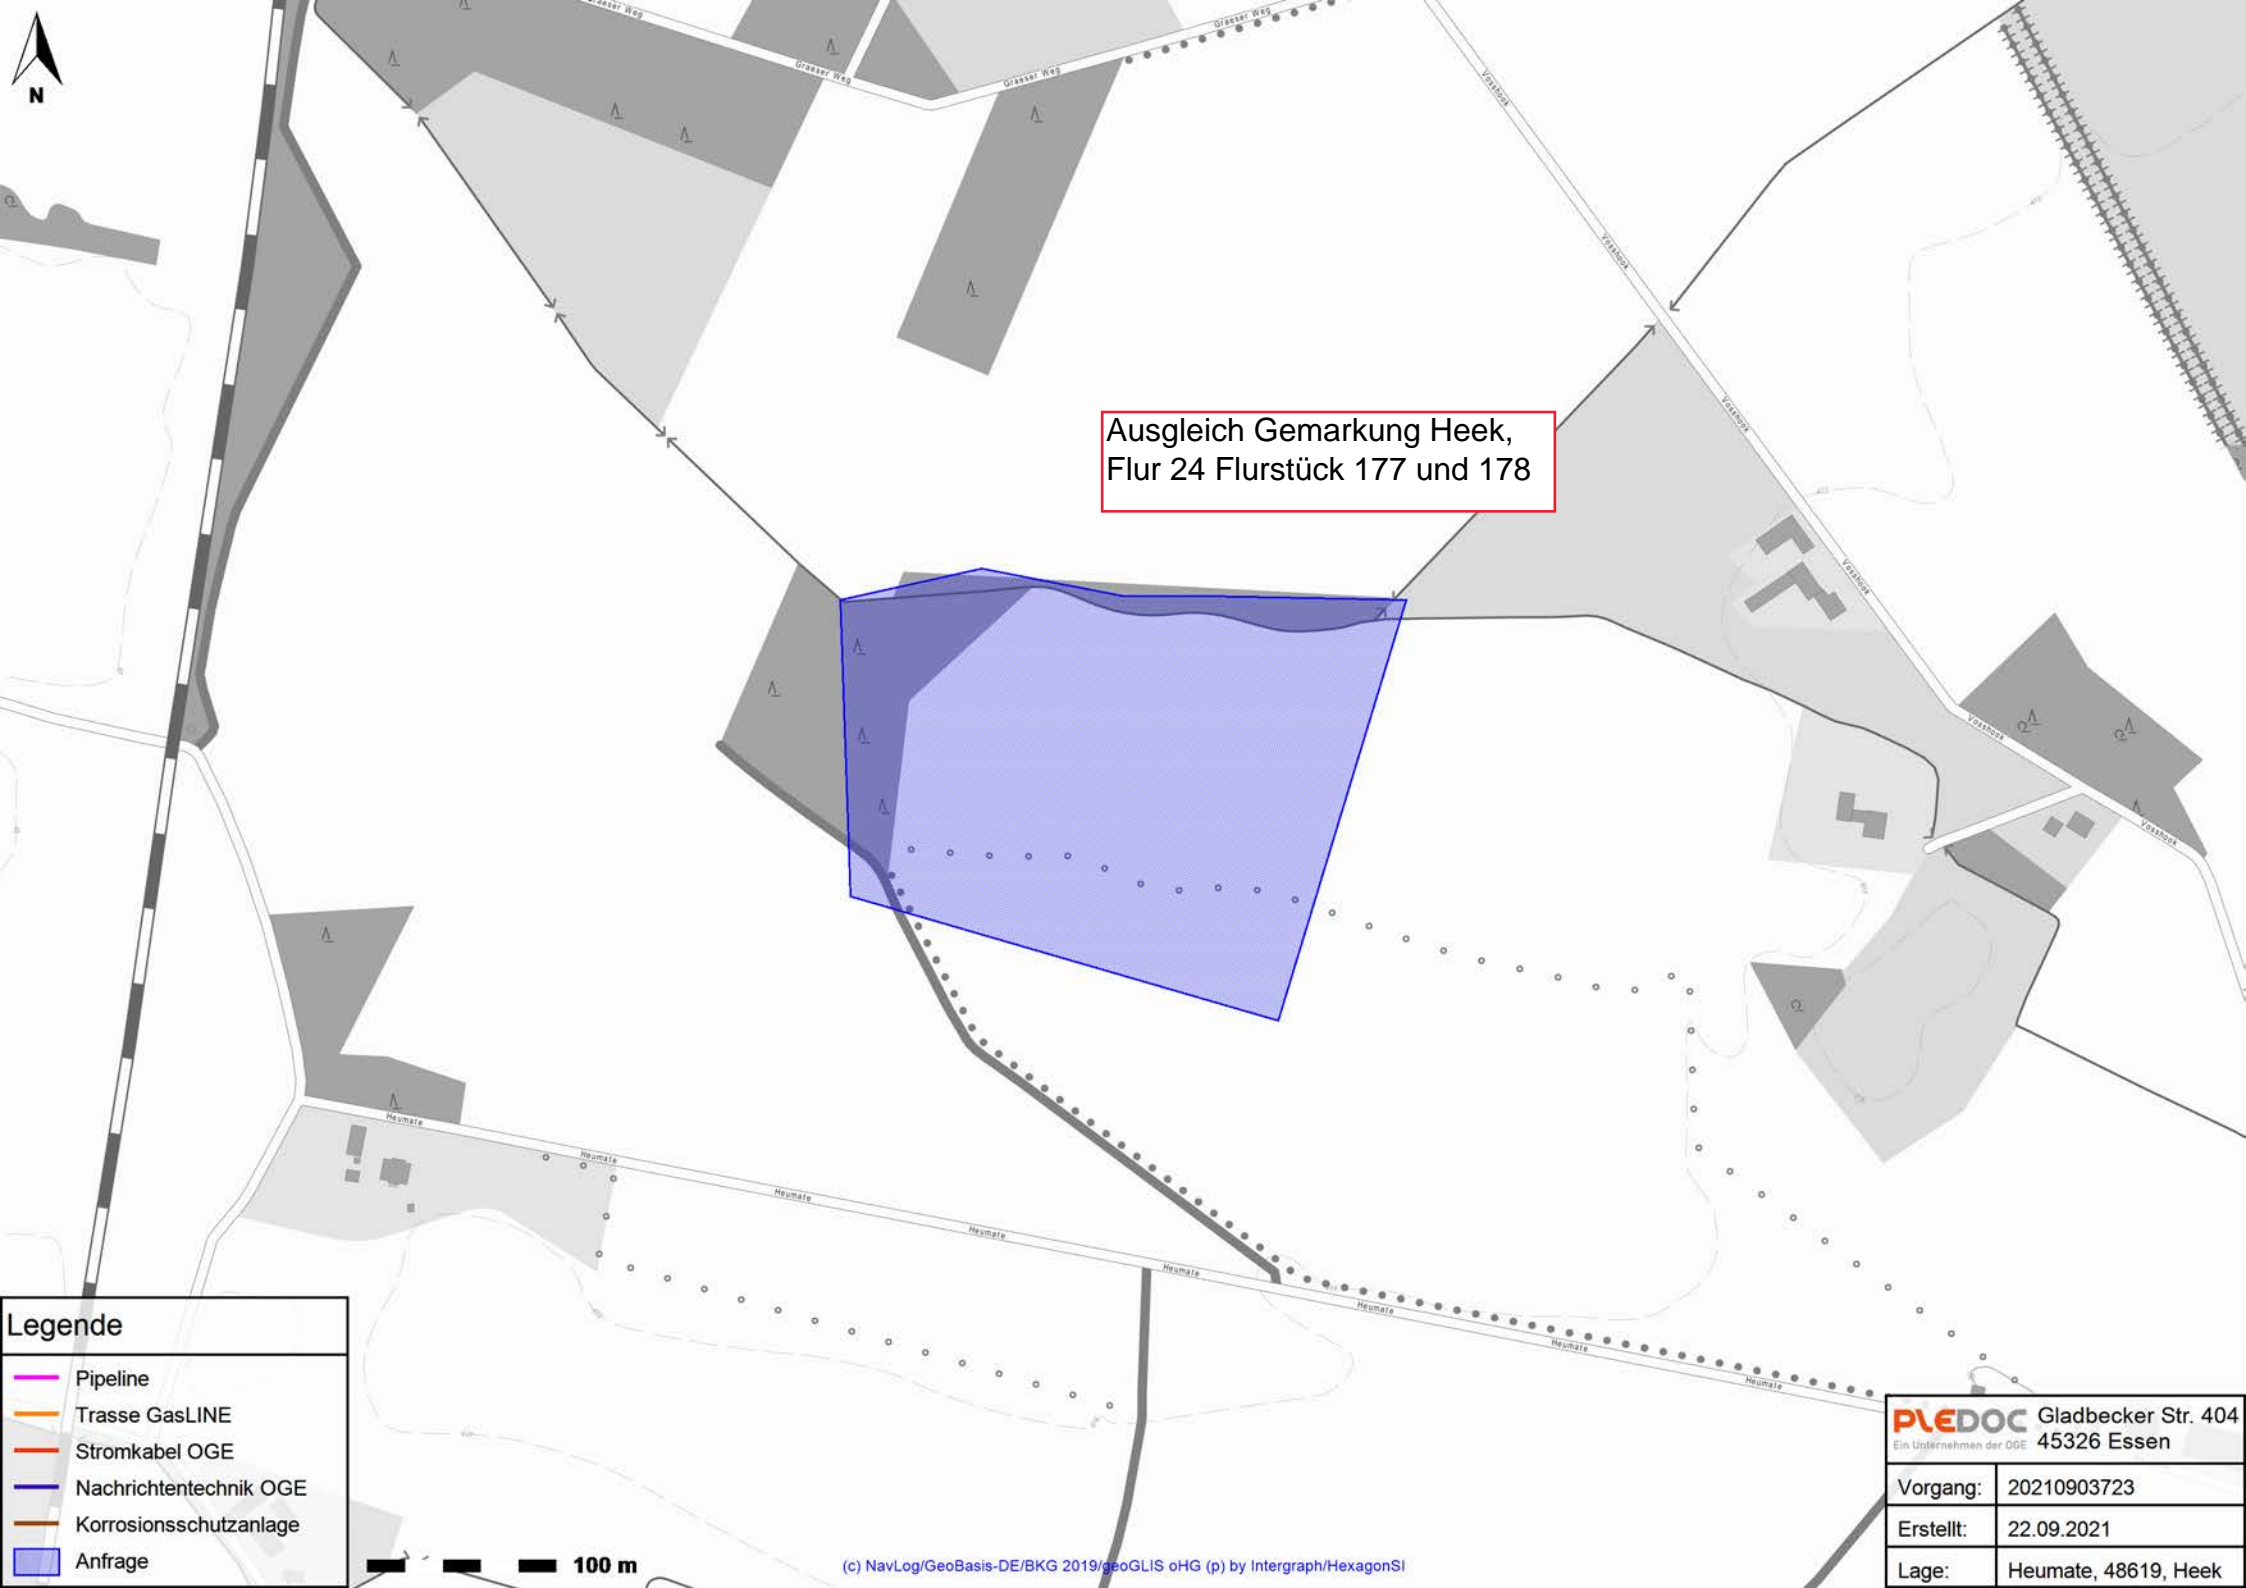 N
Graeser Weg
Graeser Weg
Graeser Weg
Graeser Weg
Vosshook
Vosshook
Vosshook
Vosshook
Vosshook
Vosshook
Ausgleich Gemarkung Heek,
Flur 24 Flurstück 177 und 178
Heumate
Heumate
Heumate
Heumate
Heumate
Heumate
Heumate
Heumate
Legende
Pipeline
Trasse GasLINE
Stromkabel OGE
Nachrichtentechnik OGE
Korrosionsschutzanlage
Anfrage
100 m
(c) NavLog/GeoBasis-DE/BKG 2019/geoGLIS oHG (p) by Intergraph/HexagonSI
PLEDOC
Ein Unternehmen der OGE
Gladbecker Str. 404
45326 Essen
Vorgang: 20210903723
Erstellt: 22.09.2021
Lage: Heumate, 48619, Heek